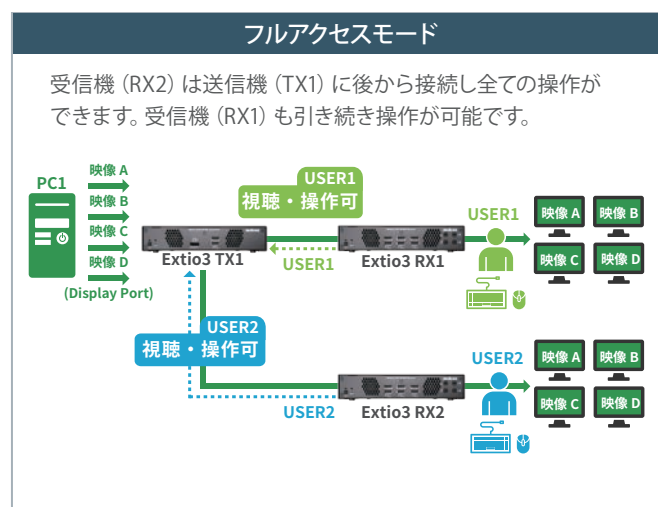 フルアクセスモード
受信機（RX2）は送信機（TX1）に後から接続し全ての操作が
できます。受信機（RX1）も引き続き操作が可能です。
PC1
映像 A
映像 B
映像 C
映像 D
(Display Port)
Extio3 TX1
USER1
視聴・操作可
USER1
Extio3 RX1
USER1
映像 A
映像 B
映像 C
映像 D
USER2
視聴・操作可
USER2
Extio3 RX2
USER2
映像 A
映像 B
映像 C
映像 D